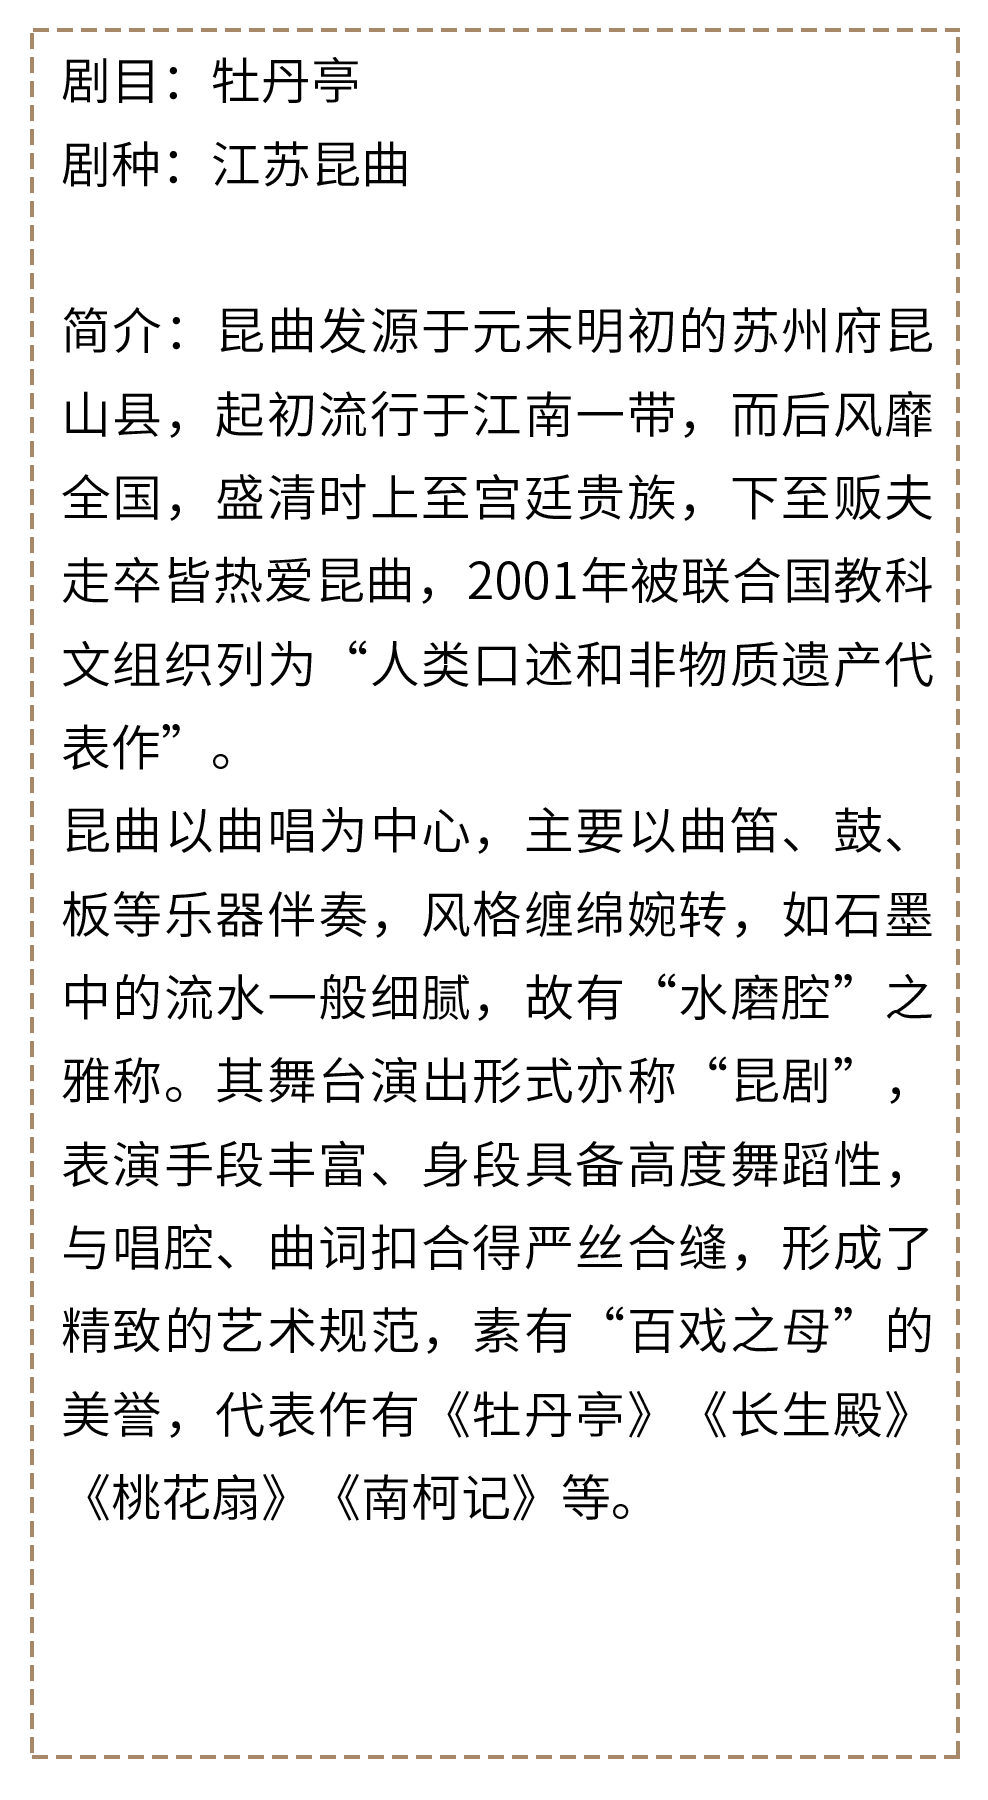 剧目：牡丹亭
剧种：江苏昆曲
简介：昆曲发源于元末明初的苏州府昆
山县，起初流行于江南一带，而后风靡
全国，盛清时上至宫廷贵族，下至贩夫
走卒皆热爱昆曲，2001年被联合国教科
文组织列为“人类口述和非物质遗产代
表作”。
昆曲以曲唱为中心，主要以曲笛、鼓、
板等乐器伴奏，风格缠绵婉转，如石墨
中的流水一般细腻，故有“水磨腔”之
雅称。其舞台演出形式亦称“昆剧”，
表演手段丰富、身段具备高度舞蹈性，
与唱腔、曲词扣合得严丝合缝，形成了
精致的艺术规范，素有“百戏之母”的
美誉，代表作有《牡丹亭》《长生殿》
《桃花扇》《南柯记》等。